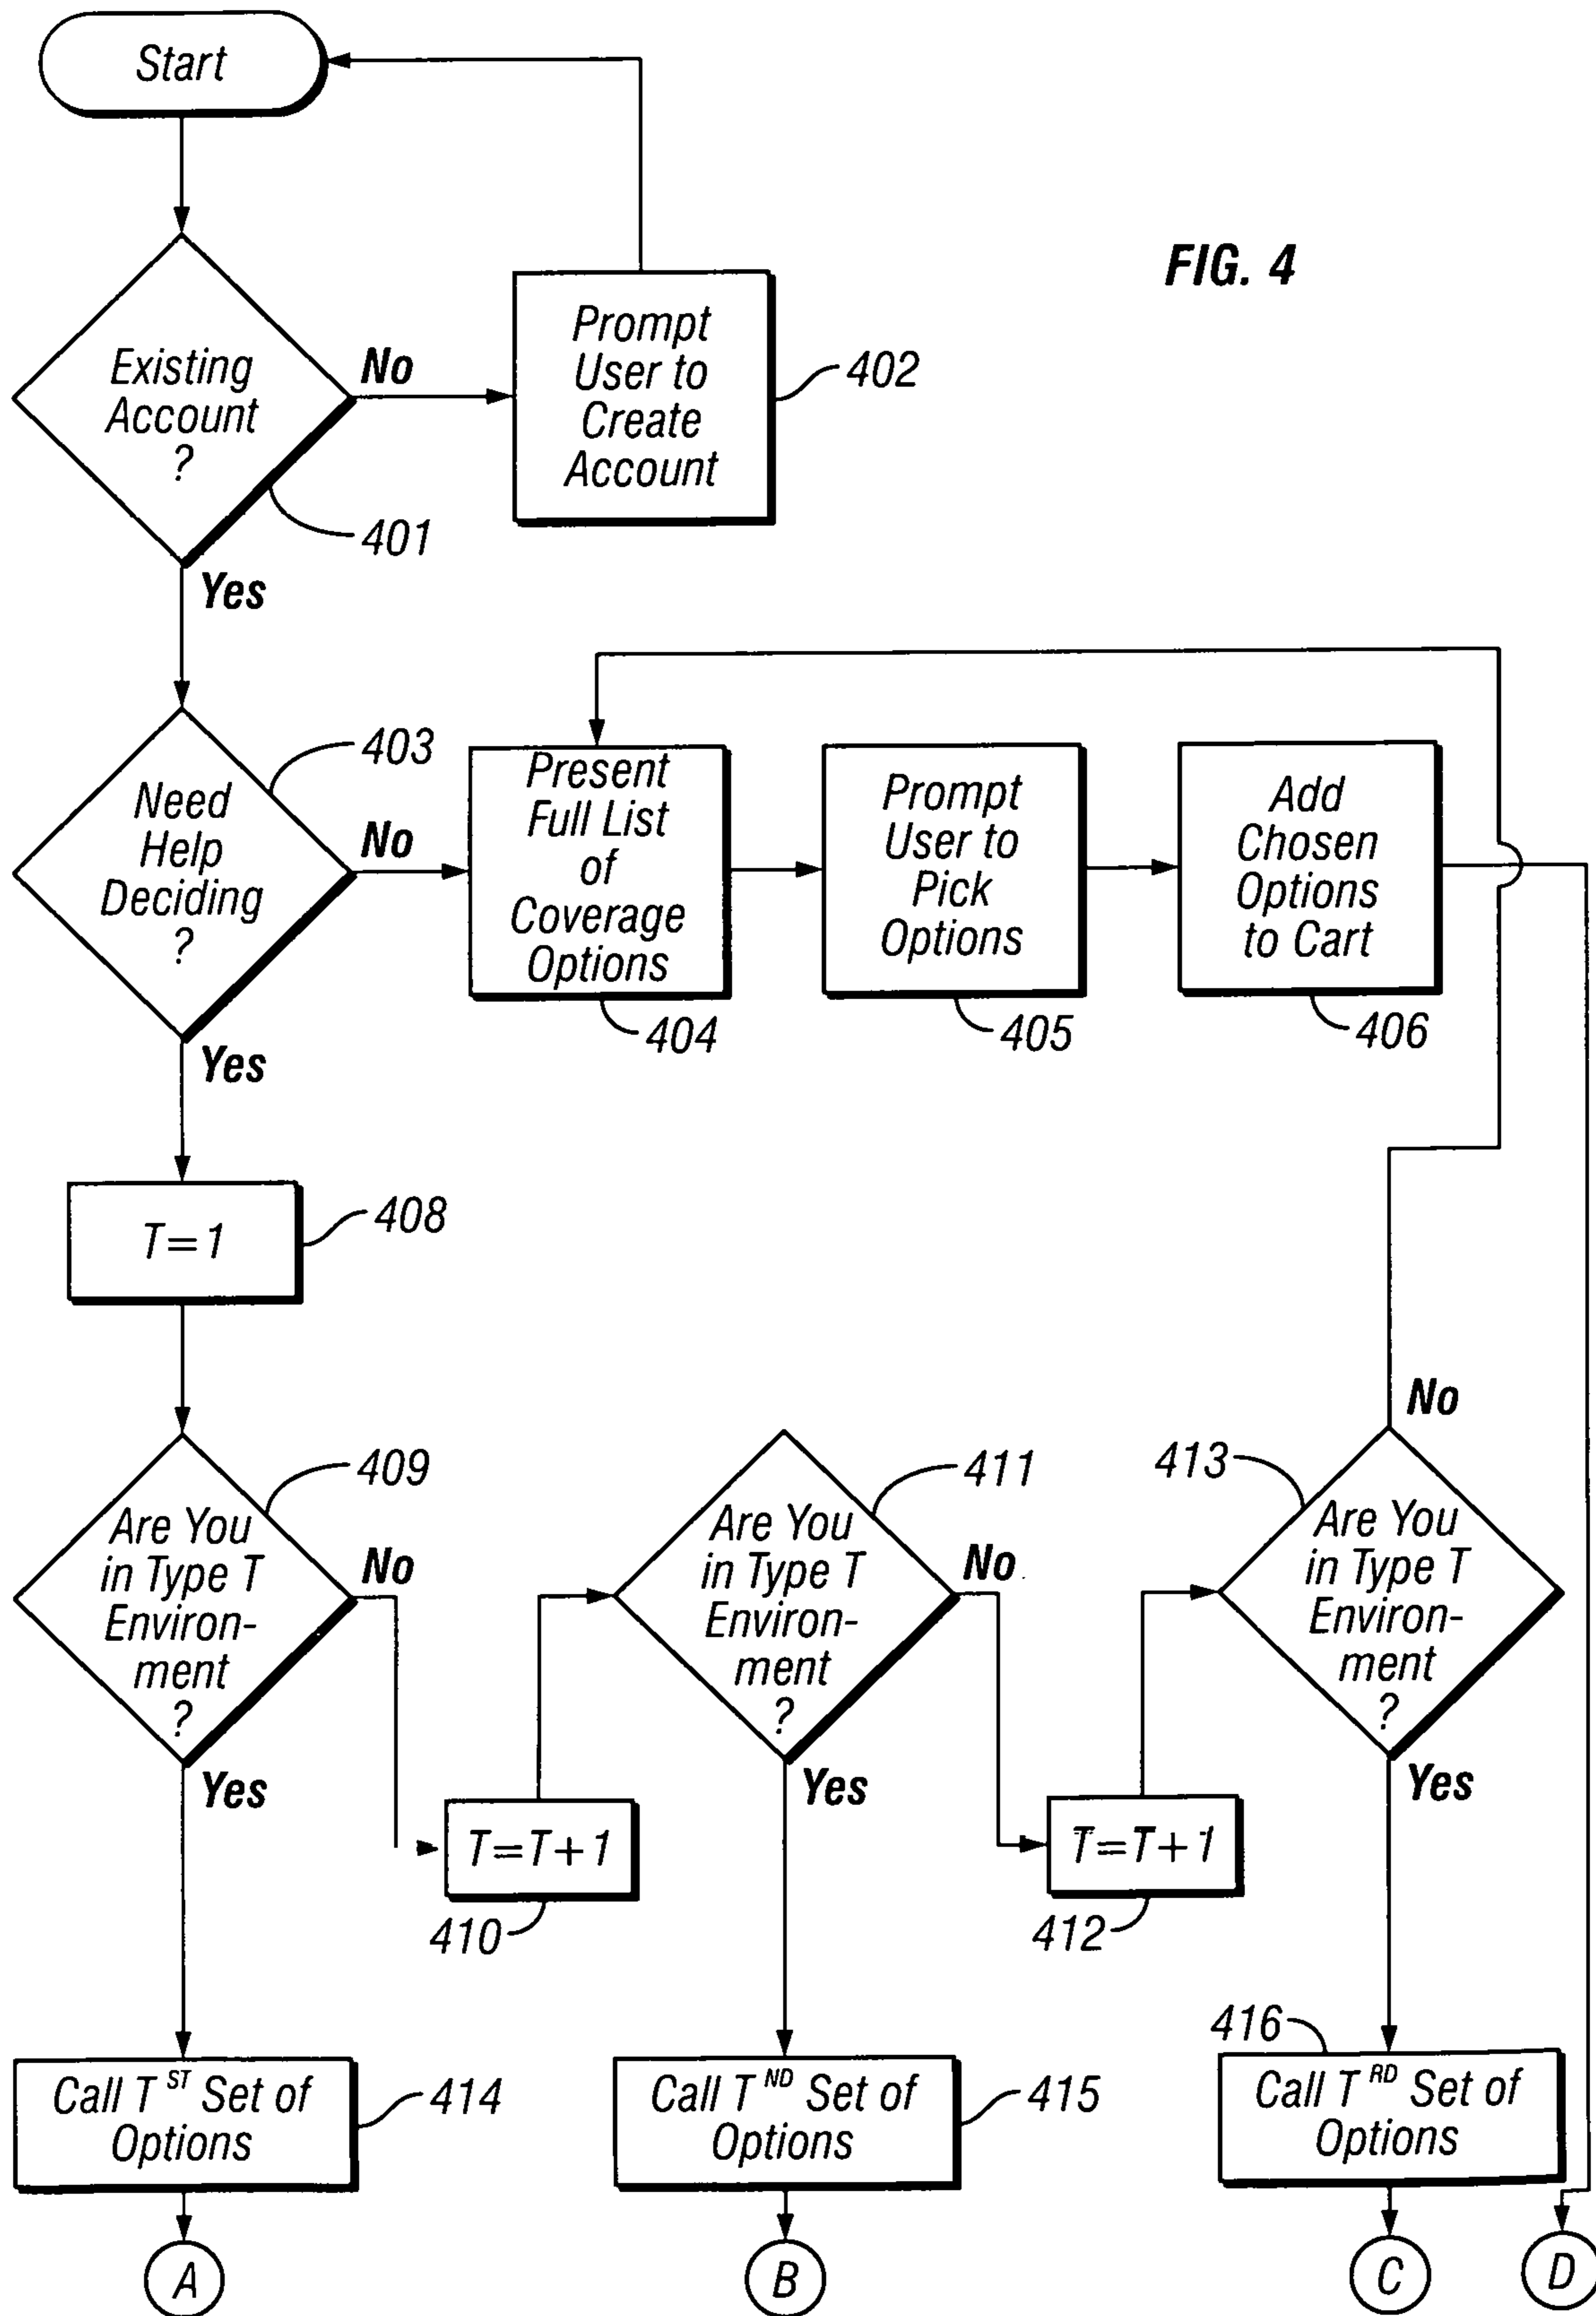 Start
FIG. 4
Existing
Account
?
No
Prompt
User to
Create
Account
402
401
Yes
403
Need
Help
Deciding
?
No
Present
Full List
of
Coverage
Options
404
Prompt
User to
Pick
Options
405
Add
Chosen
Options
to Cart
406
Yes
T=1
408
409
Are You
in Type T
Environ-
ment
?
No
Yes
T=T+1
410
411
Are You
in Type T
Environ-
ment
?
No
Yes
T=T+1
412
413
Are You
in Type T
Environ-
ment
?
No
Yes
Call T ST Set of
Options
414
Call T ND Set of
Options
415
416
Call T RD Set of
Options
A
B
C
D